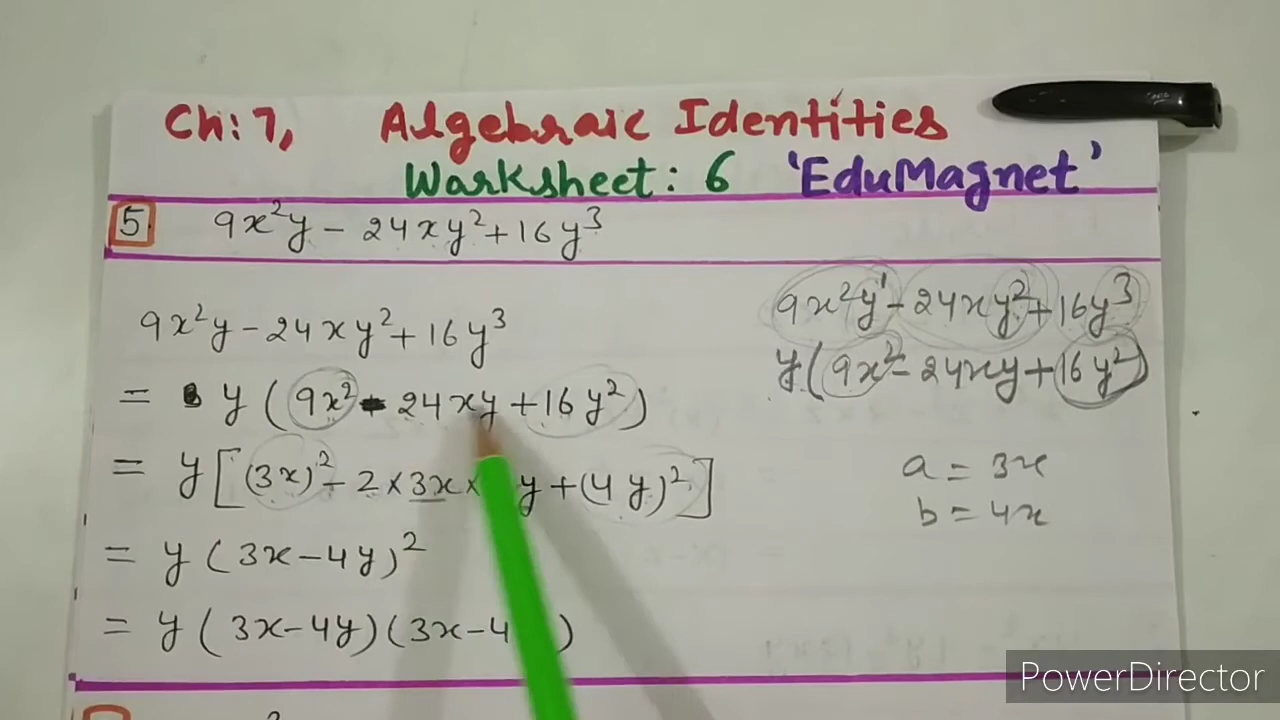 Ch: 7, Algebraic Identities
Worksheet: 6 'EduMagnet'
5. 9x²y - 24xy² + 16y³
9x²y - 24xy² + 16y³
= y (9x² - 24xy + 16y²)
= y [(3x)² - 2 × 3x × y + (4y)²]
= y (3x - 4y)²
= y (3x - 4y) (3x - 4 )
9x²y¹ - 24xy² + 16y³
y(9x² - 24xy + 16y²)
a = 3x
b = 4x
PowerDirector